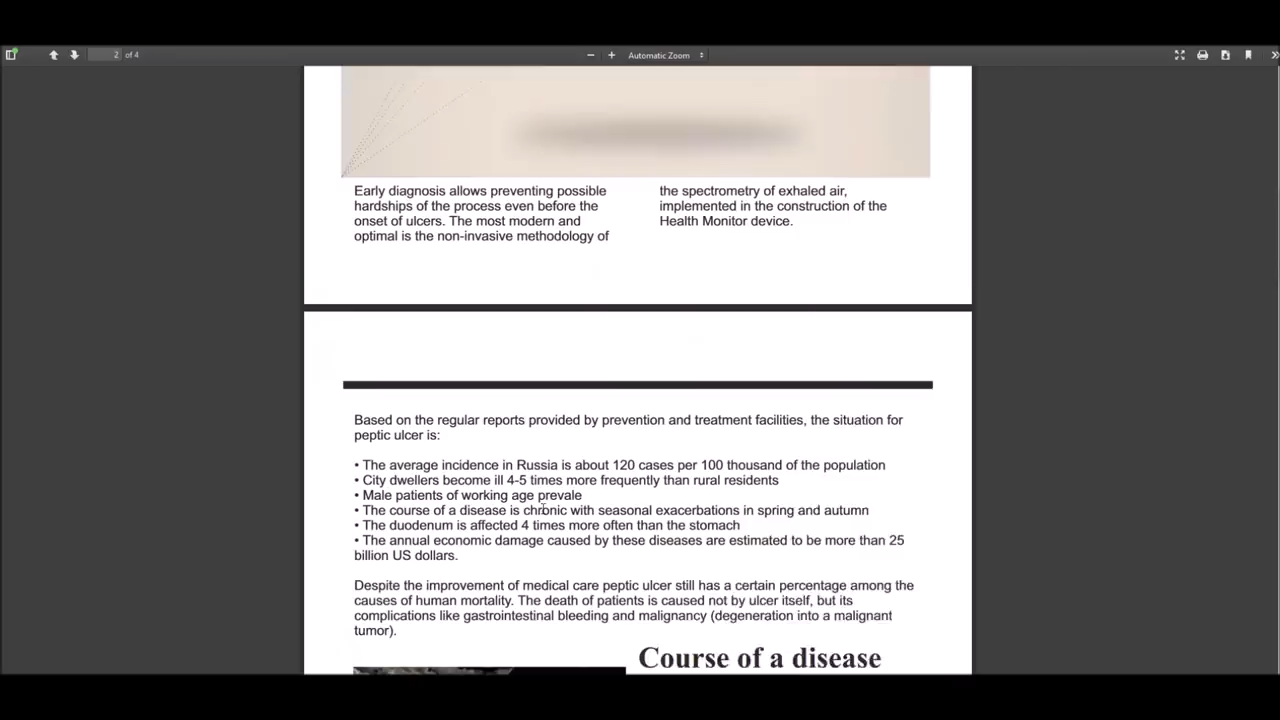 2 of 4
Automatic Zoom
Early diagnosis allows preventing possible
hardships of the process even before the
onset of ulcers. The most modern and
optimal is the non-invasive methodology of
the spectrometry of exhaled air,
implemented in the construction of the
Health Monitor device.
Based on the regular reports provided by prevention and treatment facilities, the situation for
peptic ulcer is:
• The average incidence in Russia is about 120 cases per 100 thousand of the population
• City dwellers become ill 4-5 times more frequently than rural residents
• Male patients of working age prevale
• The course of a disease is chronic with seasonal exacerbations in spring and autumn
• The duodenum is affected 4 times more often than the stomach
• The annual economic damage caused by these diseases are estimated to be more than 25
billion US dollars.
Despite the improvement of medical care peptic ulcer still has a certain percentage among the
causes of human mortality. The death of patients is caused not by ulcer itself, but its
complications like gastrointestinal bleeding and malignancy (degeneration into a malignant
tumor).
Course of a disease